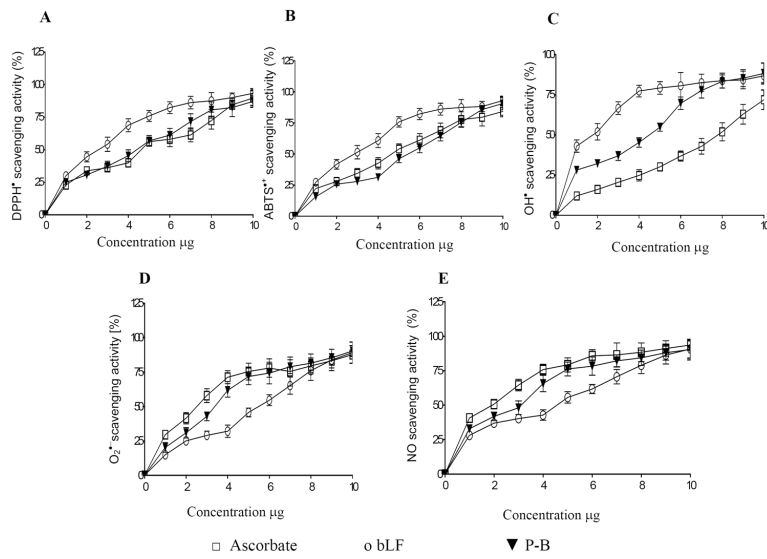 A
DPPH• scavenging activity (%)
125
100
75
50
25
0
0 2 4 6 8 10
Concentration µg
B
ABTS•+ scavenging activity (%)
125
100
75
50
25
0
0 2 4 6 8 10
Concentration µg
C
OH• scavenging activity (%)
100
75
50
25
0
0 2 4 6 8 10
Concentration µg
D
O2•− scavenging activity [%)
125
100
75
50
25
0
0 2 4 6 8 10
Concentration µg
E
NO scavenging activity (%)
125
100
75
50
25
0
0 2 4 6 8 10
Concentration µg
□ Ascorbate o bLF ▼ P-B